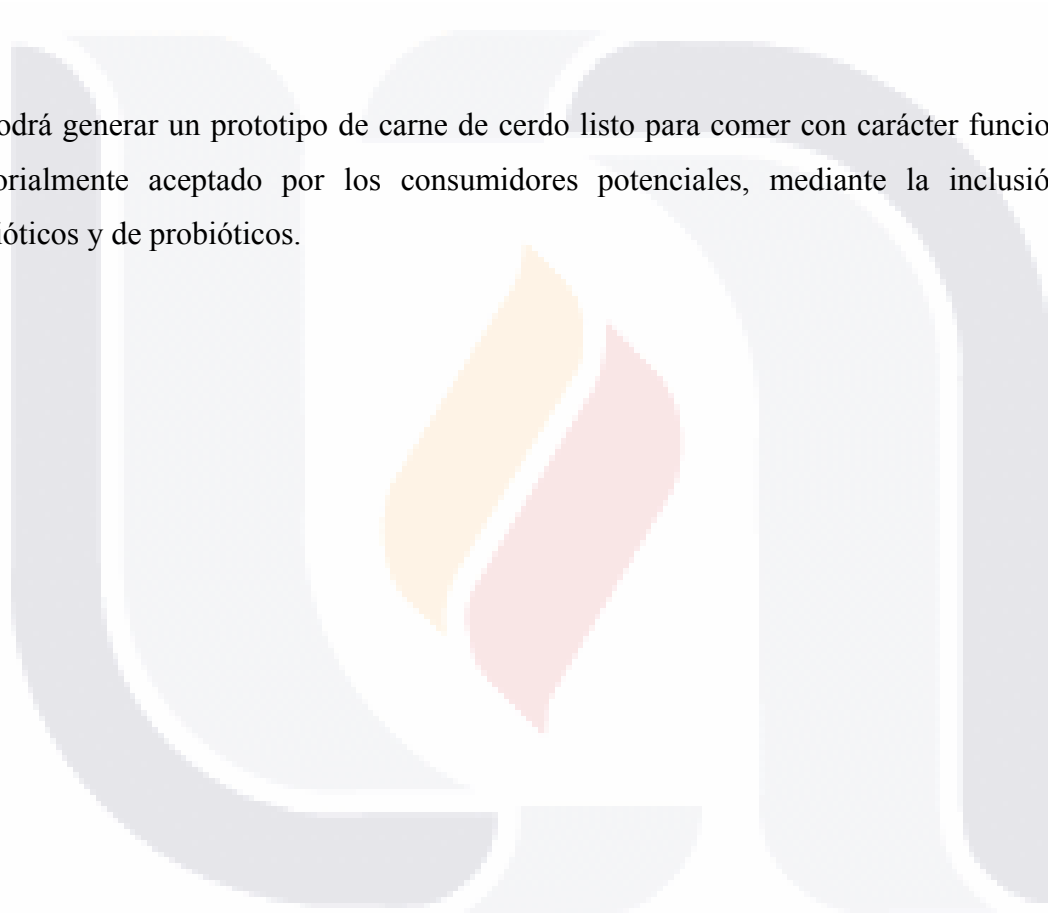 odrá generar un prototipo de carne de cerdo listo para comer con carácter funcio
orialmente aceptado por los consumidores potenciales, mediante la inclusió
ióticos y de probióticos.